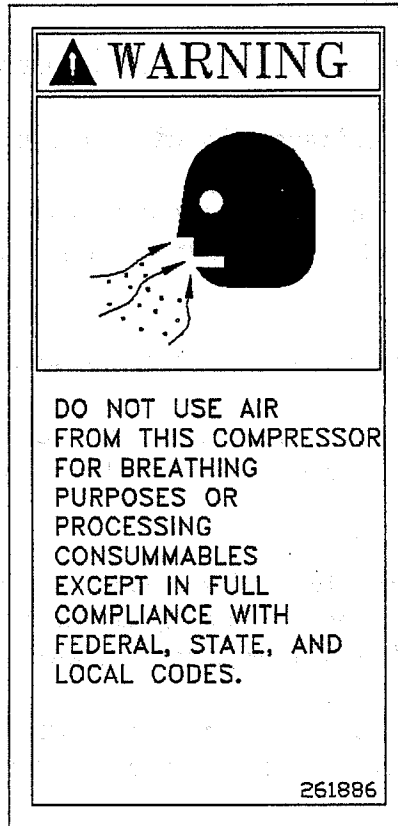 WARNING
DO NOT USE AIR
FROM THIS COMPRESSOR
FOR BREATHING
PURPOSES OR
PROCESSING
CONSUMMABLES
EXCEPT IN FULL
COMPLIANCE WITH
FEDERAL, STATE, AND
LOCAL CODES.
261886